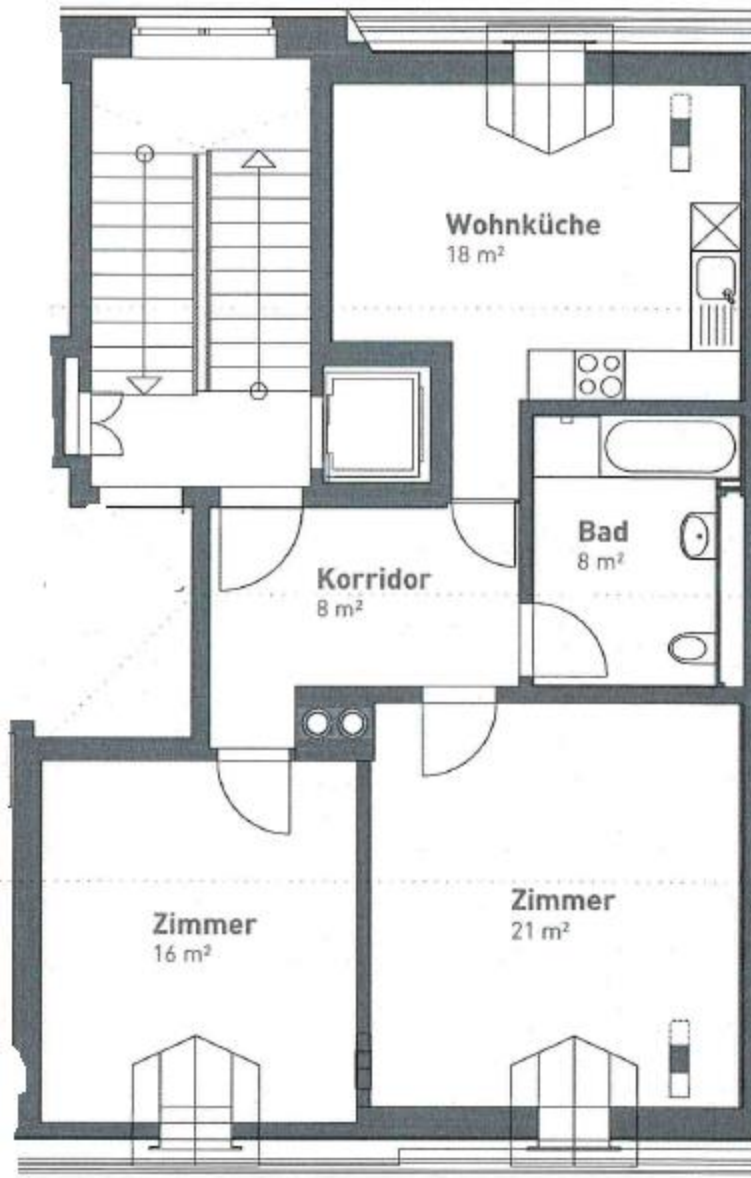 Wohnküche
18 m²
Bad
8 m²
Korridor
8 m²
Zimmer
21 m²
Zimmer
16 m²